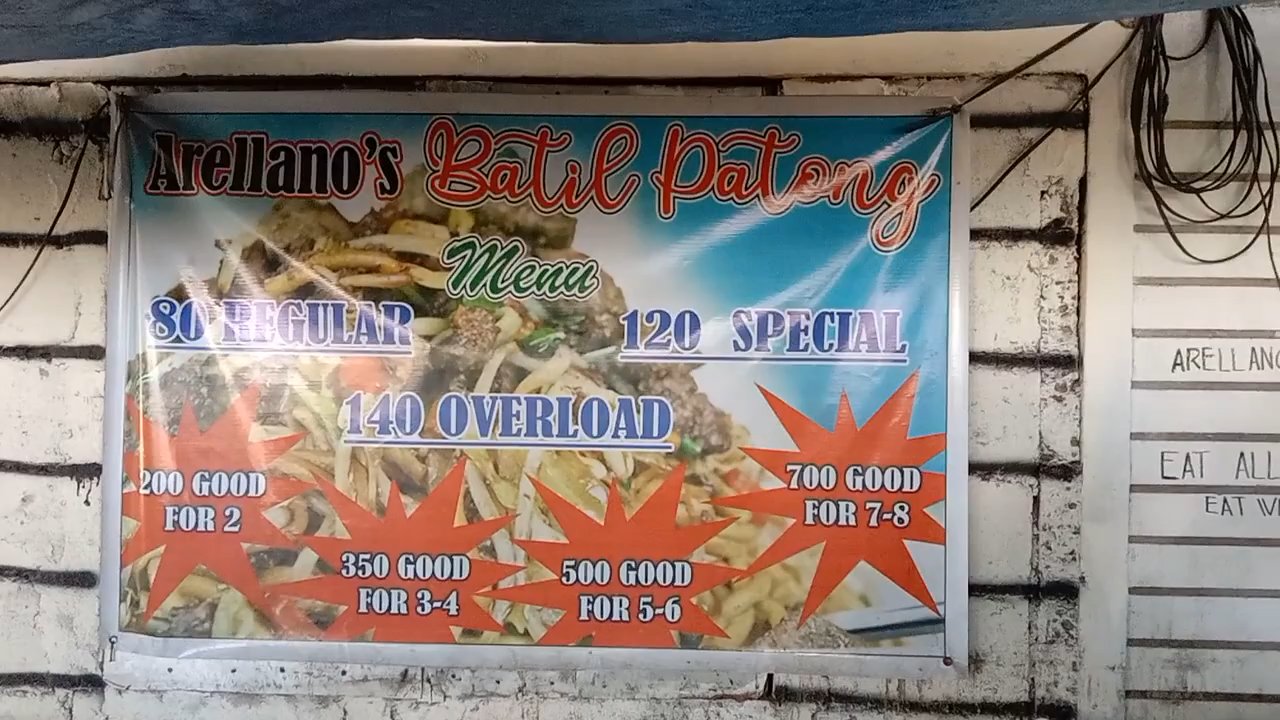 Arellano's Batil Patong
Menu
80 REGULAR
120 SPECIAL
140 OVERLOAD
200 GOOD
FOR 2
350 GOOD
FOR 3-4
500 GOOD
FOR 5-6
700 GOOD
FOR 7-8
EAT ALL
EAT